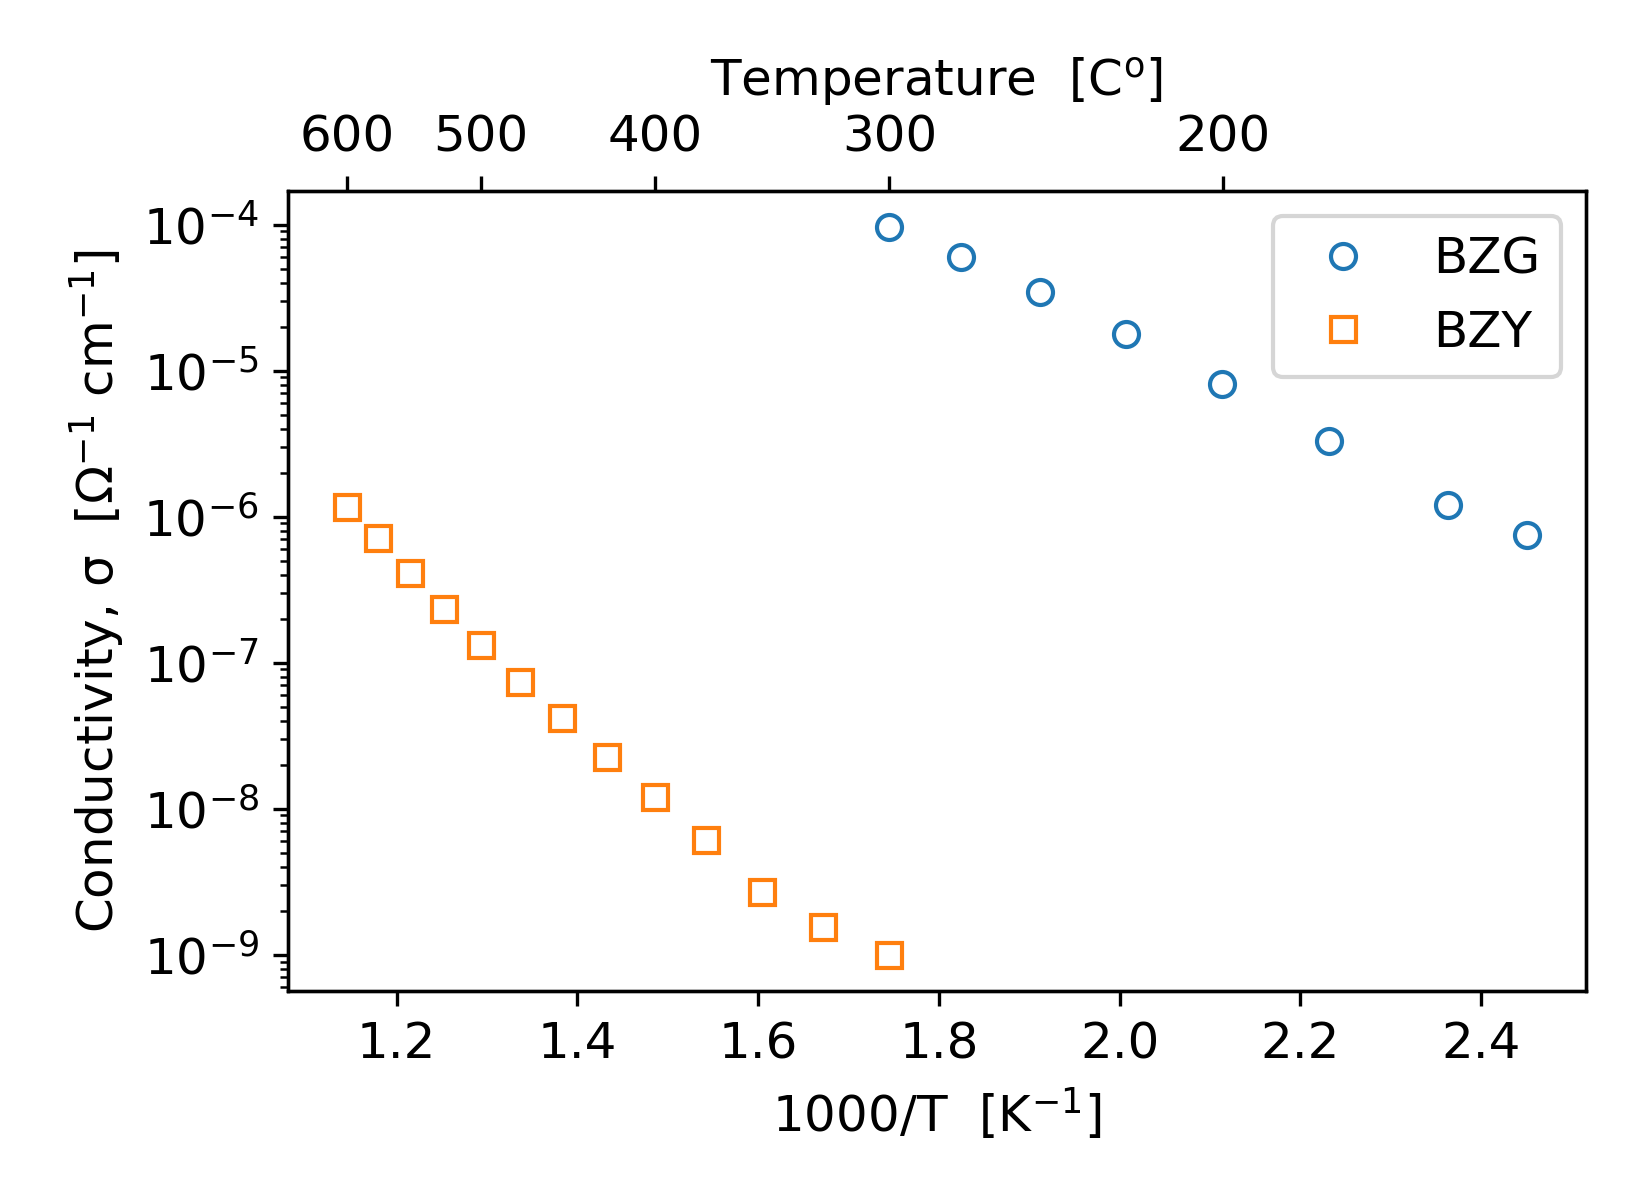 Temperature [Cᵒ]
600 500 400 300 200
10⁻⁴
10⁻⁵
10⁻⁶
10⁻⁷
10⁻⁸
10⁻⁹
Conductivity, σ [Ω⁻¹ cm⁻¹]
BZG
BZY
1.2 1.4 1.6 1.8 2.0 2.2 2.4
1000/T [K⁻¹]